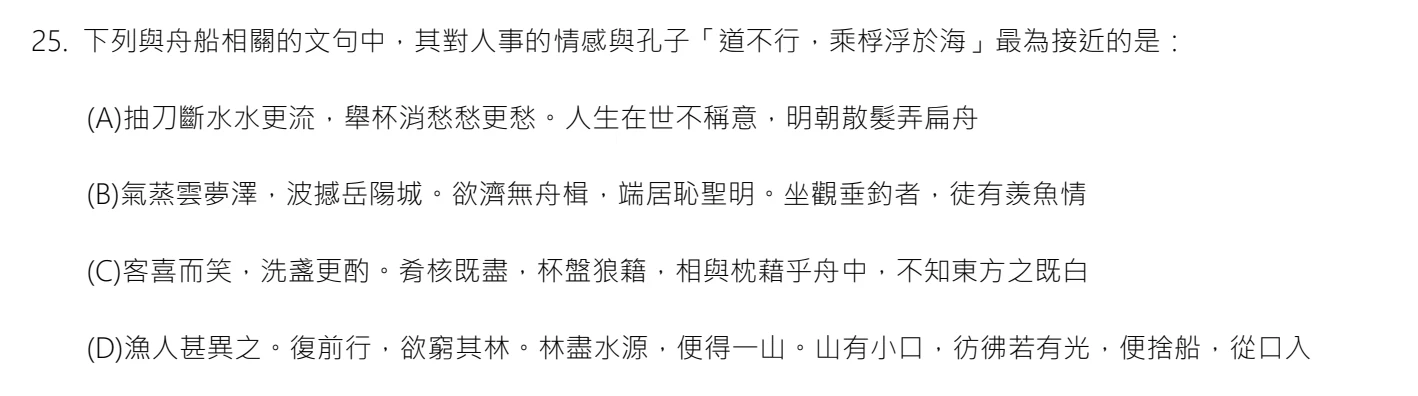 25. 下列與舟船相關的文句中，其對人事的情感與孔子「道不行，乘桴浮於海」最為接近的是：
(A)抽刀斷水水更流，舉杯消愁愁更愁。人生在世不稱意，明朝散髮弄扁舟
(B)氣蒸雲夢澤，波撼岳陽城。欲濟無舟楫，端居恥聖明。坐觀垂釣者，徒有羨魚情
(C)客喜而笑，洗盞更酌。肴核既盡，杯盤狼籍，相與枕藉乎舟中，不知東方之既白
(D)漁人甚異之。復前行，欲窮其林。林盡水源，便得一山。山有小口，彷彿若有光，便捨船，從口入